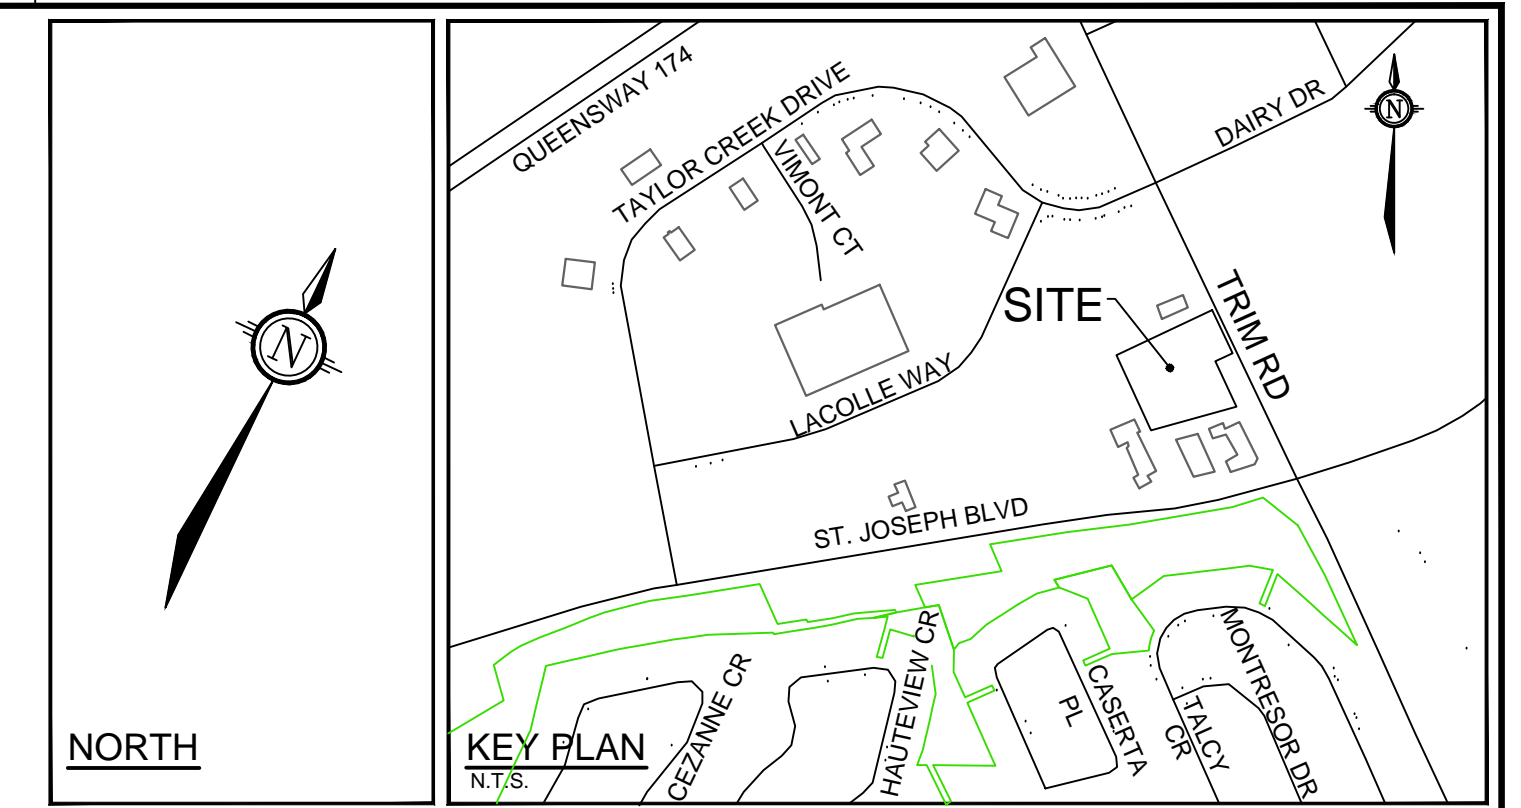 N
NORTH
QUEENSWAY 174
TAYLOR CREEK DRIVE
VIMONT CT
DAIRY DR
N
SITE
TRIM RD
LACOLLE WAY
ST. JOSEPH BLVD
CEZANNE CR
HAUTEVIEW CR
CASERTA
PL
TALCY
CR
MONTRESOR DR
KEY PLAN
N.T.S.